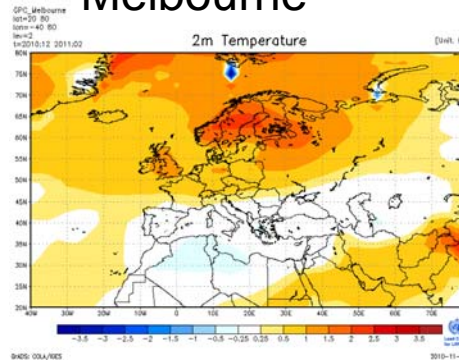 Melbourne
GPC_Melbourne
lat=20 80
lon=-40 80
lev=2
t=2010:12 2011:02
2m Temperature
[Unit.
80N
75N
70N
65N
60N
55N
50N
45N
40N
35N
30N
25N
20N
40W 30W 20W 10W 0 10E 20E 30E 40E 50E 60E 70E
-3.5 -3 -2.5 -2 -1.5 -1 -0.5 -0.25 0.25 0.5 1 1.5 2 2.5 3 3.5
GrADS: COLA/IGES
2010-11-